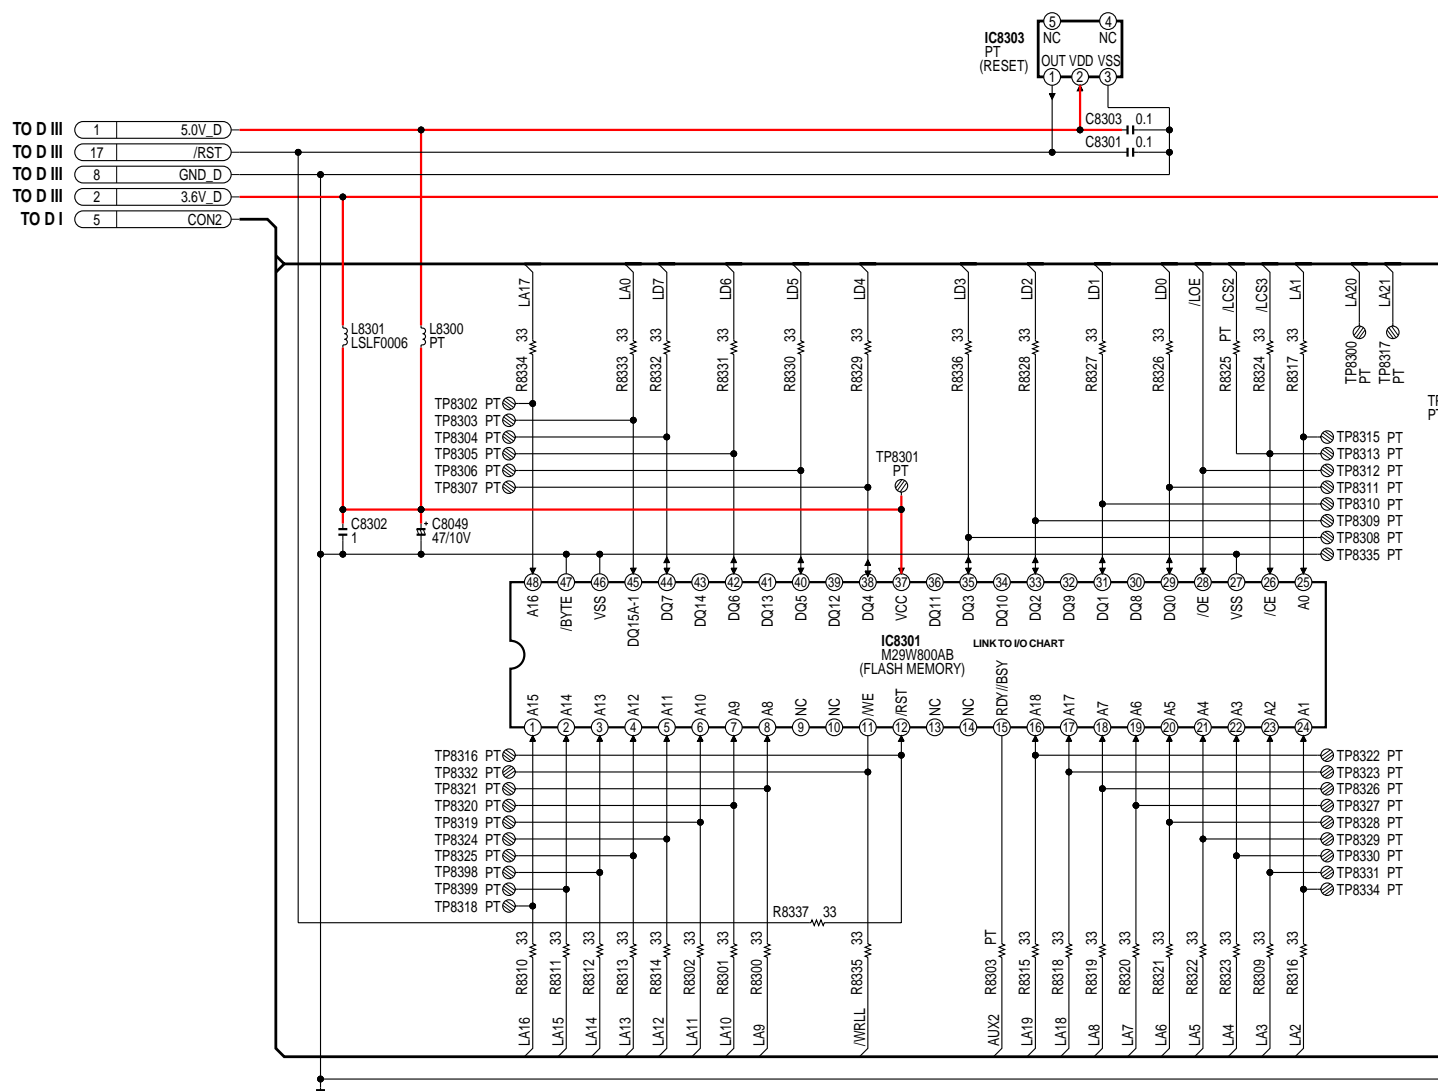 5 4
NC NC
IC8303
PT
(RESET)
OUT VDD VSS
1 2 3
C8303 0.1
C8301 0.1
TO D III 1 5.0V_D
TO D III 17 /RST
TO D III 8 GND_D
TO D III 2 3.6V_D
TO D I 5 CON2
LA17 LA0 LD7 LD6 LD5 LD4 LD3 LD2 LD1 LD0 /LOE /LCS2 /LCS3 LA1 LA20 LA21
33 33 33 33 33 33 33 33 33 33 PT 33 33
R8334 R8333 R8332 R8331 R8330 R8329 R8336 R8328 R8327 R8326 R8325 R8324 R8317
TP8300 PT
TP8317 PT
L8301
LSLF0006
L8300
PT
TP8302 PT
TP8303 PT
TP8304 PT
TP8305 PT
TP8306 PT
TP8307 PT
TP8301
PT
TP8315 PT
TP8313 PT
TP8312 PT
TP8311 PT
TP8310 PT
TP8309 PT
TP8308 PT
TP8335 PT
C8302
1
+
C8049
47/10V
48 47 46 45 44 43 42 41 40 39 38 37 36 35 34 33 32 31 30 29 28 27 26 25
A16 /BYTE VSS DQ15A-1 DQ7 DQ14 DQ6 DQ13 DQ5 DQ12 DQ4 VCC DQ11 DQ3 DQ10 DQ2 DQ9 DQ1 DQ8 DQ0 /OE VSS /CE A0
IC8301
M29W800AB
(FLASH MEMORY)
LINK TO I/O CHART
A15 A14 A13 A12 A11 A10 A9 A8 NC NC /WE /RST NC NC RDY//BSY A18 A17 A7 A6 A5 A4 A3 A2 A1
1 2 3 4 5 6 7 8 9 10 11 12 13 14 15 16 17 18 19 20 21 22 23 24
TP8316 PT
TP8332 PT
TP8321 PT
TP8320 PT
TP8319 PT
TP8324 PT
TP8325 PT
TP8398 PT
TP8399 PT
TP8318 PT
TP8322 PT
TP8323 PT
TP8326 PT
TP8327 PT
TP8328 PT
TP8329 PT
TP8330 PT
TP8331 PT
TP8334 PT
R8337 33
33 33 33 33 33 33 33 33 33 PT 33 33 33 33 33 33 33 33 33
R8310 R8311 R8312 R8313 R8314 R8302 R8301 R8300 R8335 R8303 R8315 R8318 R8319 R8320 R8321 R8322 R8323 R8309 R8316
LA16 LA15 LA14 LA13 LA12 LA11 LA10 LA9 /WRLL AUX2 LA19 LA18 LA8 LA7 LA6 LA5 LA4 LA3 LA2